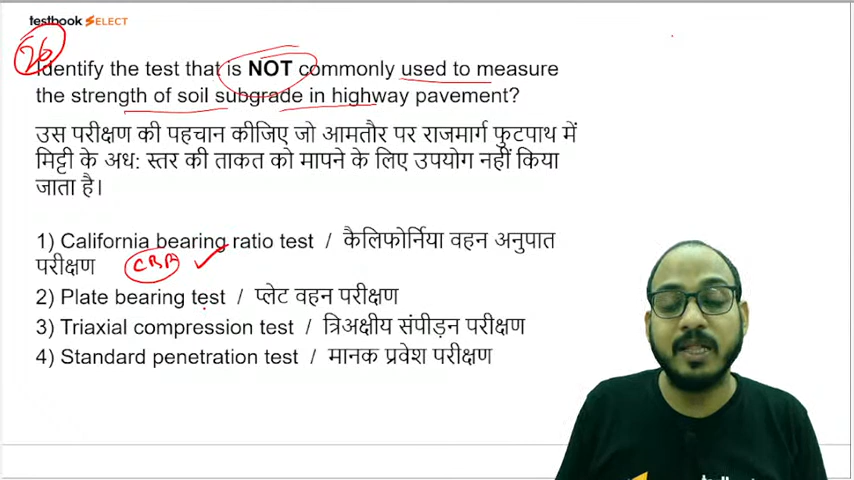 testbook SELECT
26
Identify the test that is NOT commonly used to measure
the strength of soil subgrade in highway pavement?
उस परीक्षण की पहचान कीजिए जो आमतौर पर राजमार्ग फुटपाथ में
मिट्टी के अध: स्तर की ताकत को मापने के लिए उपयोग नहीं किया
जाता है।
1) California bearing ratio test / कैलिफोर्निया वहन अनुपात
परीक्षण CBR
2) Plate bearing test / प्लेट वहन परीक्षण
3) Triaxial compression test / त्रिअक्षीय संपीड़न परीक्षण
4) Standard penetration test / मानक प्रवेश परीक्षण